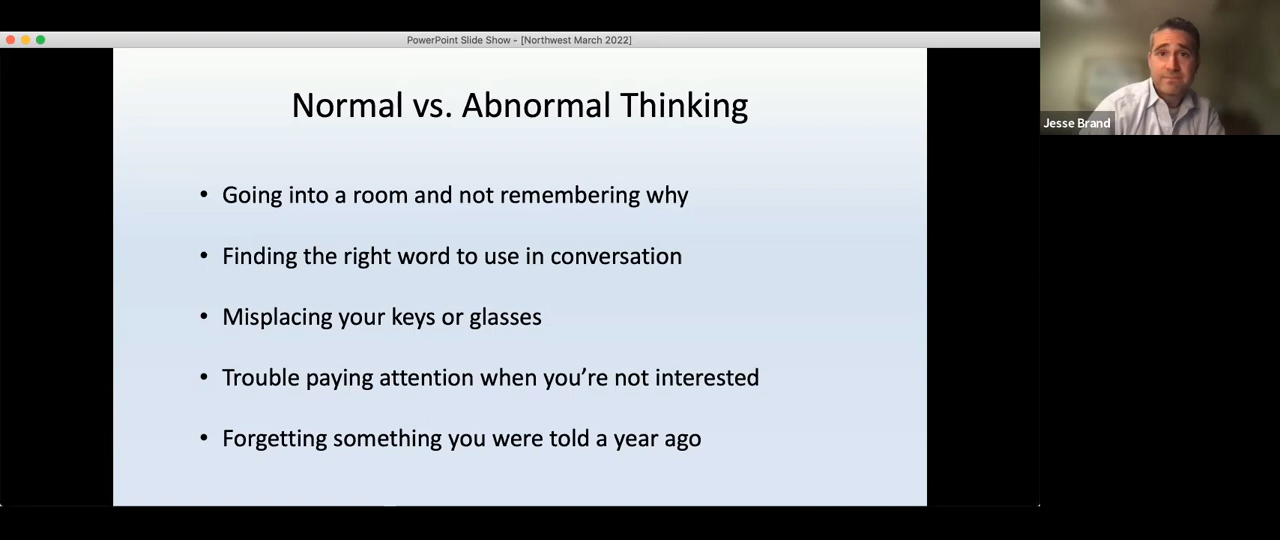 PowerPoint Slide Show - [Northwest March 2022]
Normal vs. Abnormal Thinking
• Going into a room and not remembering why
• Finding the right word to use in conversation
• Misplacing your keys or glasses
• Trouble paying attention when you’re not interested
• Forgetting something you were told a year ago
Jesse Brand